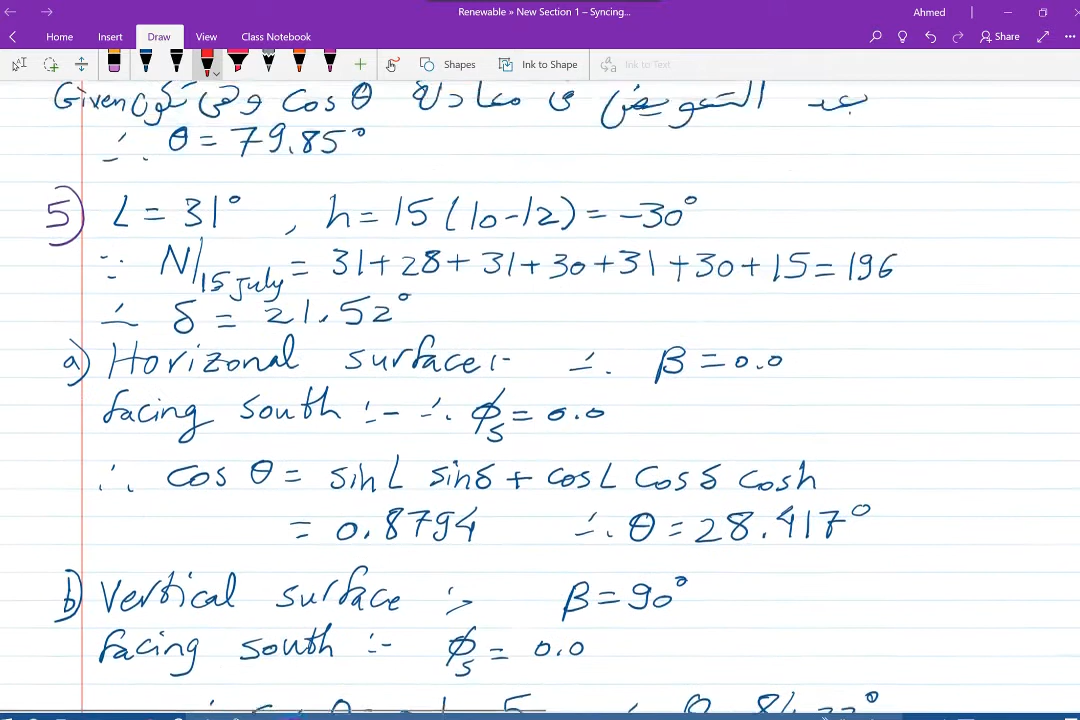 Renewable » New Section 1 – Syncing...
Ahmed
Home Insert Draw View Class Notebook
Share
Shapes Ink to Shape Ink to Text
بعد التعويض فى معادلة Cos θ وهى تكون Given
∴ θ = 79.85°
5) L = 31° , h = 15 (10-12) = -30°
∵ N/15 July = 31+28+31+30+31+30+15=196
∴ δ = 21.52°
a) Horizonal surface:- ∴ β = 0.0
facing south :- ∴ φs = 0.0
∴ cos θ = sin L sinδ + cos L Cos δ Cosh
= 0.8794 ∴ θ = 28.417°
b) Vertical surface :- β = 90°
facing south :- φs = 0.0